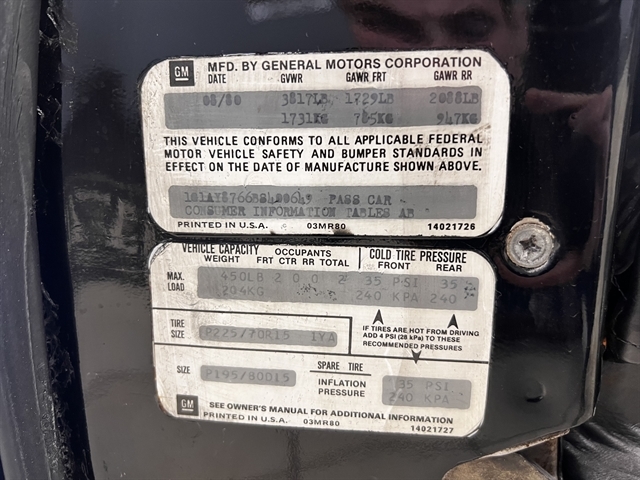 GM MFD. BY GENERAL MOTORS CORPORATION
DATE GVWR GAWR FRT GAWR RR
08/80 3817LB 1729LB 2088LB
1731KG 785KG 947KG
THIS VEHICLE CONFORMS TO ALL APPLICABLE FEDERAL
MOTOR VEHICLE SAFETY AND BUMPER STANDARDS IN
EFFECT ON THE DATE OF MANUFACTURE SHOWN ABOVE.
PASS CAR
CONSUMER INFORMATION TABLES AB
PRINTED IN U.S.A. 03MR80 14021726
VEHICLE CAPACITY OCCUPANTS COLD TIRE PRESSURE
WEIGHT FRT CTR RR TOTAL FRONT REAR
MAX. LOAD 450LB 2 0 0 2 35 PSI 35
204KG 240 KPA 240
TIRE SIZE P225/70R15 IYA
IF TIRES ARE HOT FROM DRIVING
ADD 4 PSI (28 kPa) TO THESE
RECOMMENDED PRESSURES
SPARE TIRE
SIZE P195/80D15 INFLATION PRESSURE 35 PSI
240 KPA
GM SEE OWNER'S MANUAL FOR ADDITIONAL INFORMATION
PRINTED IN U.S.A. 03MR80 14021727